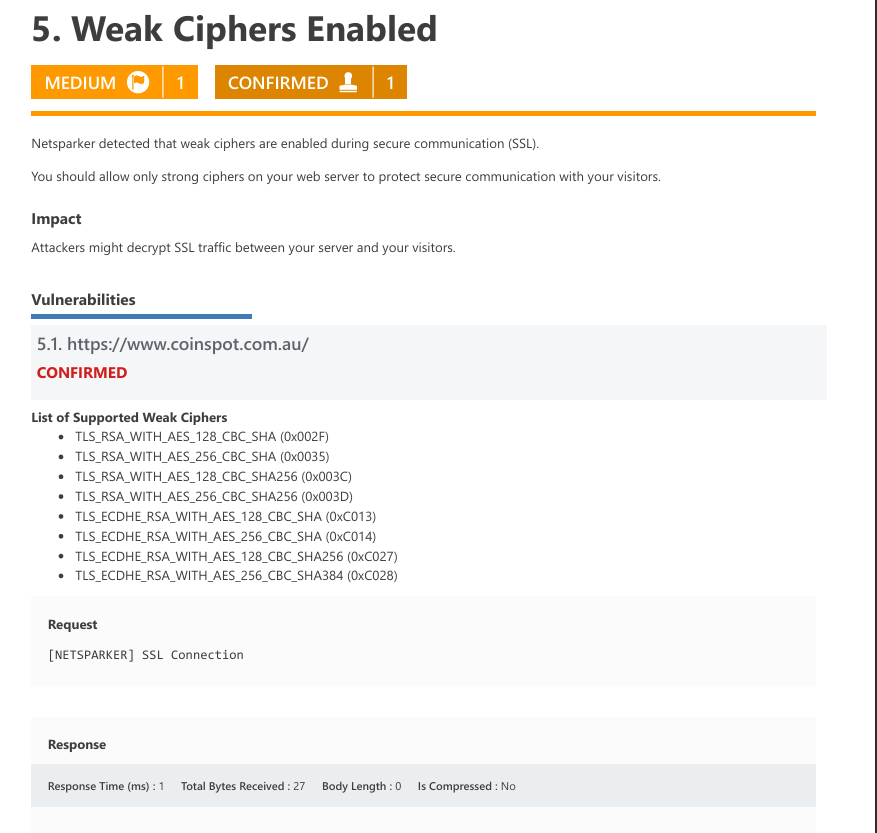 5. Weak Ciphers Enabled
MEDIUM 1 CONFIRMED 1
Netsparker detected that weak ciphers are enabled during secure communication (SSL).
You should allow only strong ciphers on your web server to protect secure communication with your visitors.
Impact
Attackers might decrypt SSL traffic between your server and your visitors.
Vulnerabilities
5.1. https://www.coinspot.com.au/
CONFIRMED
List of Supported Weak Ciphers
• TLS_RSA_WITH_AES_128_CBC_SHA (0x002F)
• TLS_RSA_WITH_AES_256_CBC_SHA (0x0035)
• TLS_RSA_WITH_AES_128_CBC_SHA256 (0x003C)
• TLS_RSA_WITH_AES_256_CBC_SHA256 (0x003D)
• TLS_ECDHE_RSA_WITH_AES_128_CBC_SHA (0xC013)
• TLS_ECDHE_RSA_WITH_AES_256_CBC_SHA (0xC014)
• TLS_ECDHE_RSA_WITH_AES_128_CBC_SHA256 (0xC027)
• TLS_ECDHE_RSA_WITH_AES_256_CBC_SHA384 (0xC028)
Request
[NETSPARKER] SSL Connection
Response
Response Time (ms) : 1 Total Bytes Received : 27 Body Length : 0 Is Compressed : No